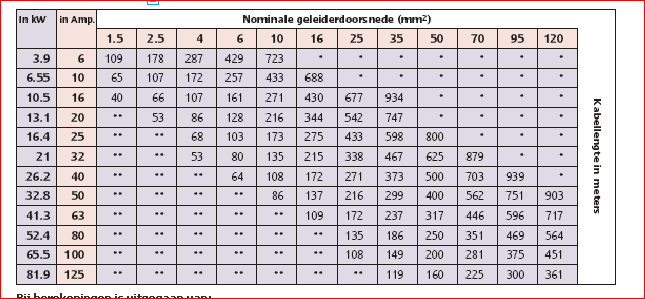 In kW in Amp. Nominale geleiderdoorsnede (mm²)
1.5 2.5 4 6 10 16 25 35 50 70 95 120
3.9 6 109 178 287 429 723 * * * * * * *
6.55 10 65 107 172 257 433 688 * * * * * *
10.5 16 40 66 107 161 271 430 677 934 * * * *
13.1 20 ** 53 86 128 216 344 542 747 * * * *
16.4 25 ** ** 68 103 173 275 433 598 800 * * *
21 32 ** ** 53 80 135 215 338 467 625 879 * *
26.2 40 ** ** ** 64 108 172 271 373 500 703 939 *
32.8 50 ** ** ** ** 86 137 216 299 400 562 751 903
41.3 63 ** ** ** ** ** 109 172 237 317 446 596 717
52.4 80 ** ** ** ** ** ** 135 186 250 351 469 564
65.5 100 ** ** ** ** ** ** 108 149 200 281 375 451
81.9 125 ** ** ** ** ** ** ** 119 160 225 300 361
Kabellengte in meters
Bij berekeningen is uitgegaan van: